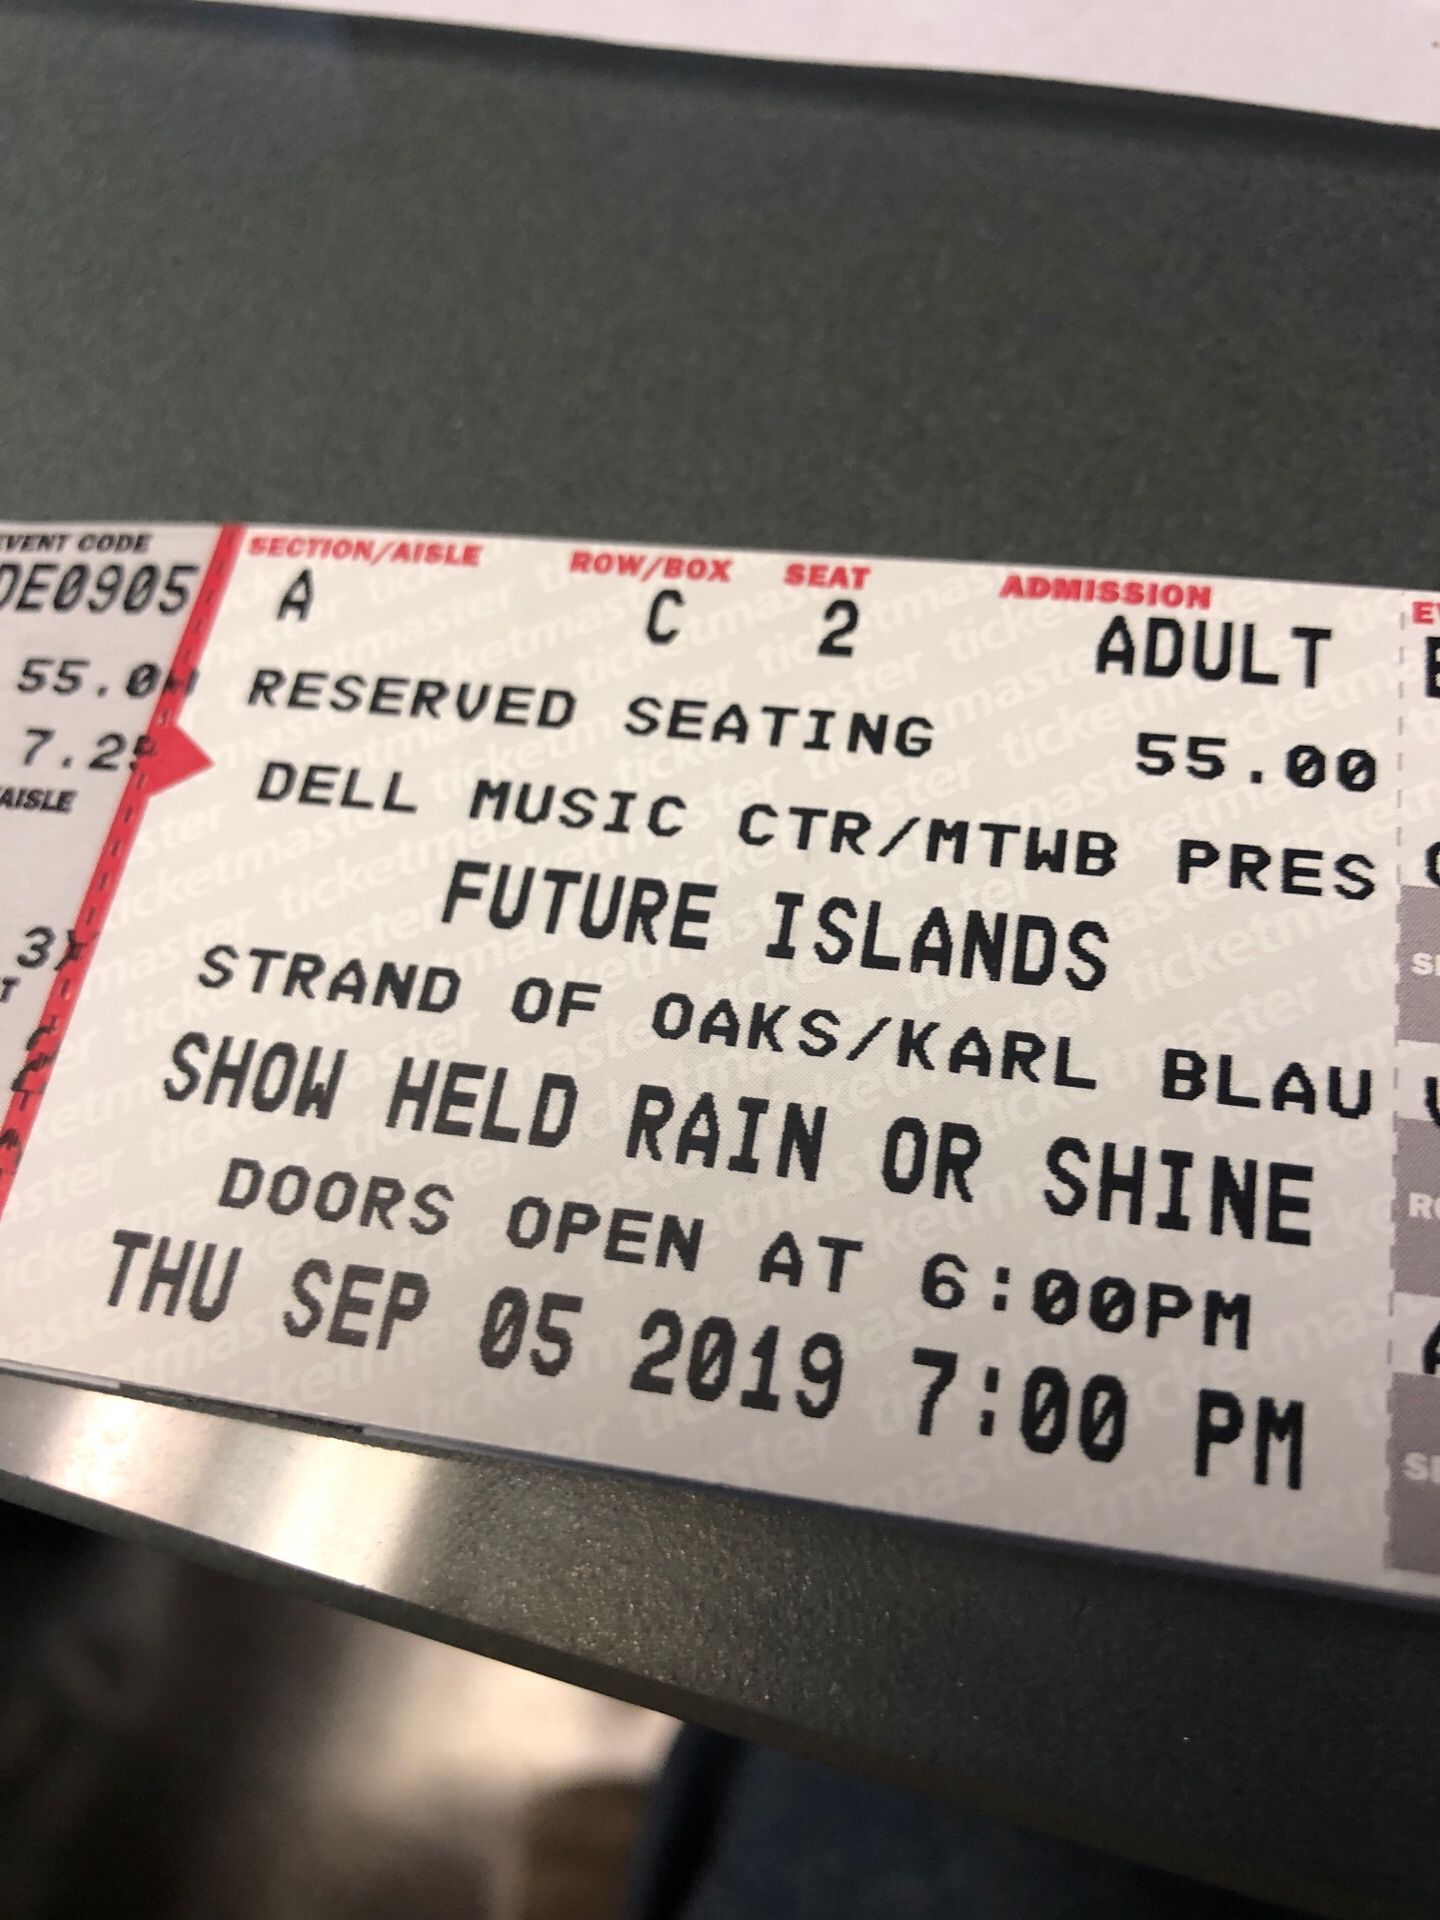 EVENT CODE
DE0905
55.00
7.25
AISLE
SECTION/AISLE ROW/BOX SEAT ADMISSION
A C 2 ADULT
RESERVED SEATING 55.00
DELL MUSIC CTR/MTWB PRES
FUTURE ISLANDS
STRAND OF OAKS/KARL BLAU
SHOW HELD RAIN OR SHINE
DOORS OPEN AT 6:00PM
THU SEP 05 2019 7:00 PM